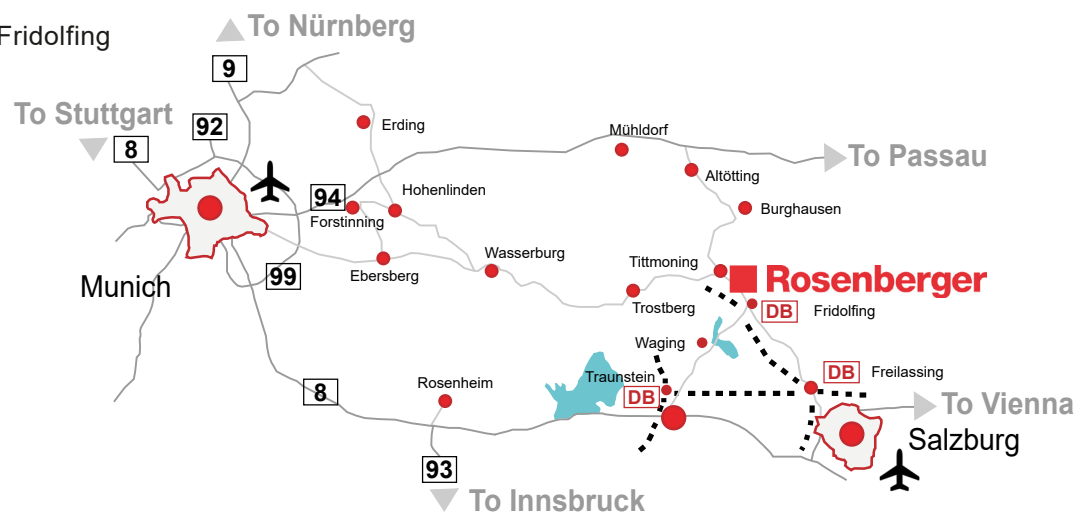 Fridolfing
To Nürnberg
9
To Stuttgart
92
8
Erding
Mühldorf
To Passau
Altötting
94
Hohenlinden
Forstinning
Burghausen
Wasserburg
Tittmoning
Ebersberg
99
Munich
Rosenberger
Trostberg
DB
Fridolfing
Waging
Traunstein
DB
DB
Freilassing
8
Rosenheim
To Vienna
Salzburg
93
To Innsbruck